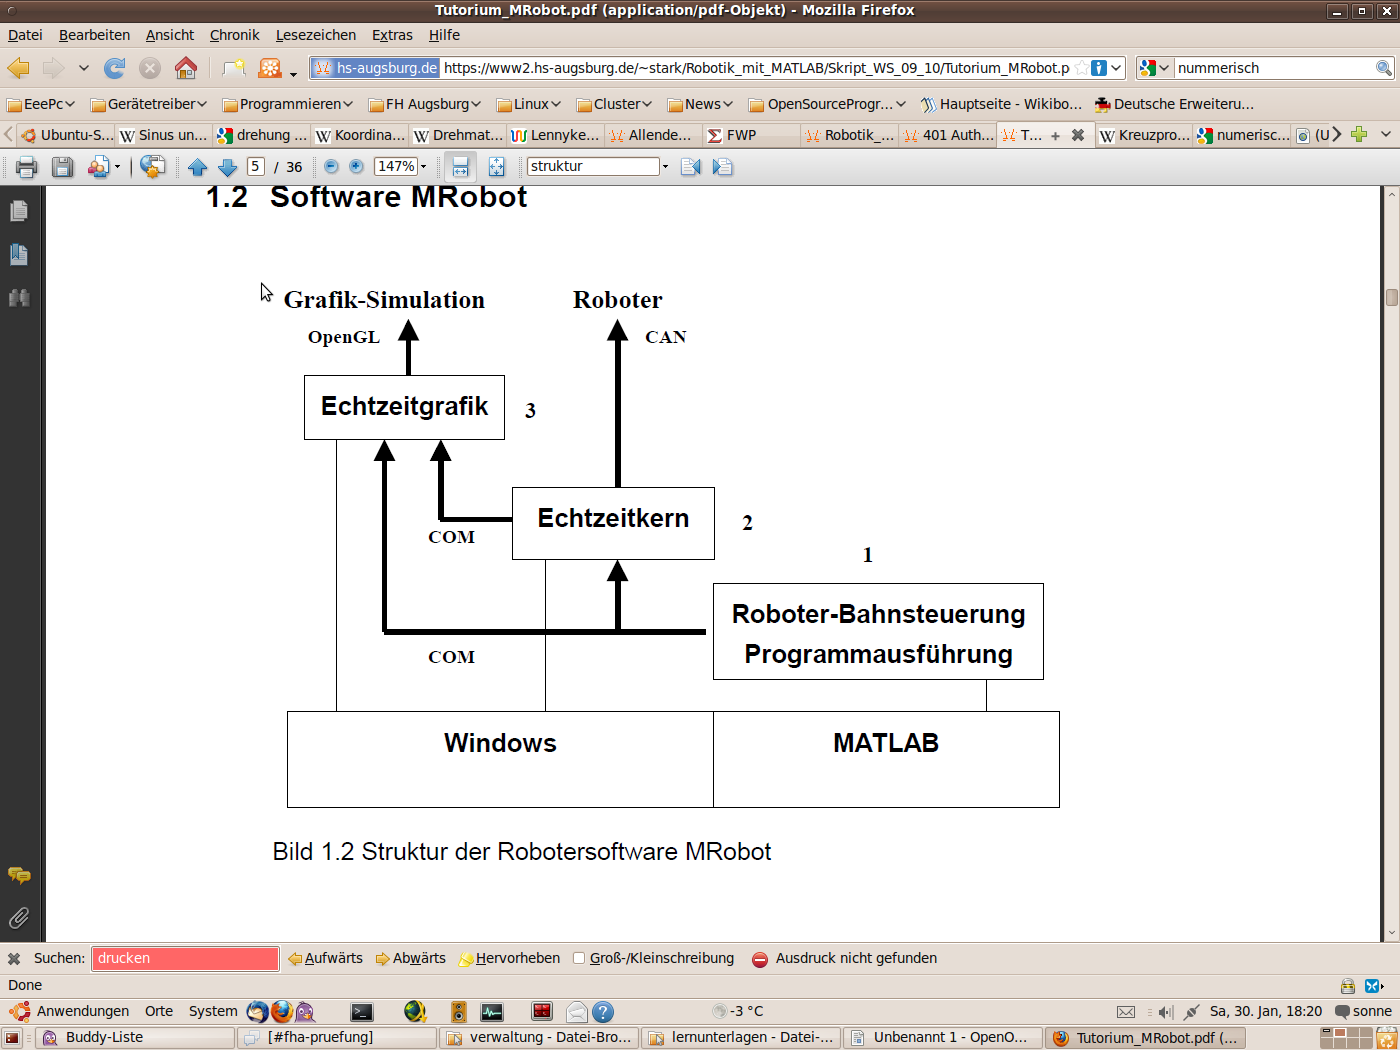 Tutorium_MRobot.pdf (application/pdf-Objekt) - Mozilla Firefox
Datei Bearbeiten Ansicht Chronik Lesezeichen Extras Hilfe
hs-augsburg.de https://www2.hs-augsburg.de/~stark/Robotik_mit_MATLAB/Skript_WS_09_10/Tutorium_MRobot.p nummerisch
EeePc Gerätetreiber Programmieren FH Augsburg Linux Cluster News OpenSourceProgr... Hauptseite - Wikibo... Deutsche Erweiteru...
Ubuntu-S... Sinus un... drehung ... Koordina... Drehmat... Lennyke... Allende... FWP Robotik_... 401 Auth... T... Kreuzpro... numerisc... (U
5 / 36 147% struktur
1.2 Software MRobot
Grafik-Simulation Roboter
OpenGL CAN
Echtzeitgrafik 3
Echtzeitkern 2
COM
1
Roboter-Bahnsteuerung
Programmausführung
COM
Windows MATLAB
Bild 1.2 Struktur der Robotersoftware MRobot
Suchen: drucken Aufwärts Abwärts Hervorheben Groß-/Kleinschreibung Ausdruck nicht gefunden
Done
Anwendungen Orte System -3 °C Sa, 30. Jan, 18:20 sonne
Buddy-Liste [#fha-pruefung] verwaltung - Datei-Bro... lernunterlagen - Datei-... Unbenannt 1 - OpenO... Tutorium_MRobot.pdf (...